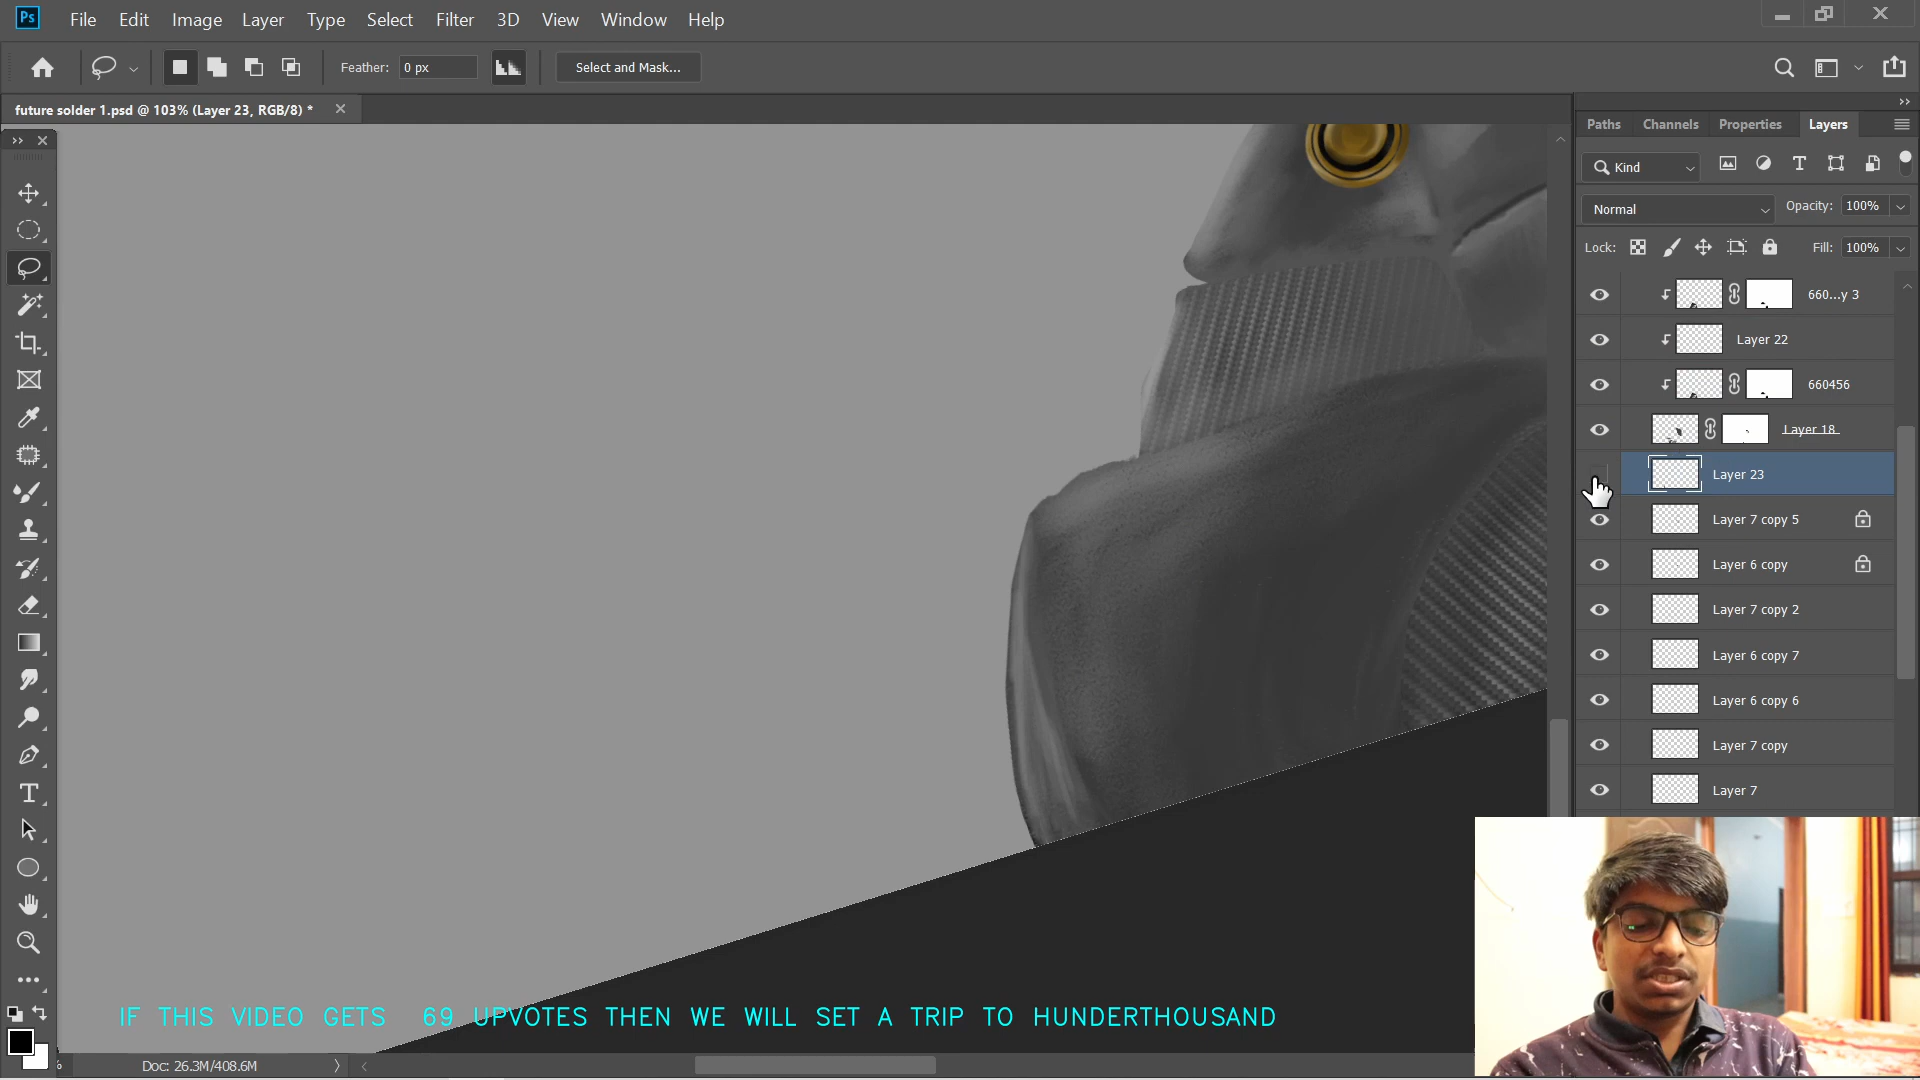 Ps
File Edit Image Layer Type Select Filter 3D View Window Help
Feather: 0 px Select and Mask...
future solder 1.psd @ 103% (Layer 23, RGB/8) *
Paths Channels Properties Layers
Kind
Normal Opacity: 100%
Lock: Fill: 100%
660...y 3
Layer 22
660456
Layer 18
Layer 23
Layer 7 copy 5
Layer 6 copy
Layer 7 copy 2
Layer 6 copy 7
Layer 6 copy 6
Layer 7 copy
Layer 7
IF THIS VIDEO GETS 69 UPVOTES THEN WE WILL SET A TRIP TO HUNDERTHOUSAND
% Doc: 26.3M/408.6M